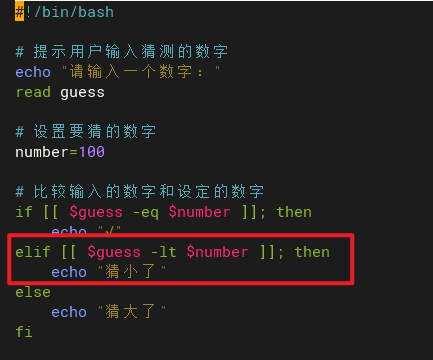 #!/bin/bash
# 提示用户输入猜测的数字
echo "请输入一个数字："
read guess
# 设置要猜的数字
number=100
# 比较输入的数字和设定的数字
if [[ $guess -eq $number ]]; then
echo "√"
elif [[ $guess -lt $number ]]; then
echo "猜小了"
else
echo "猜大了"
fi